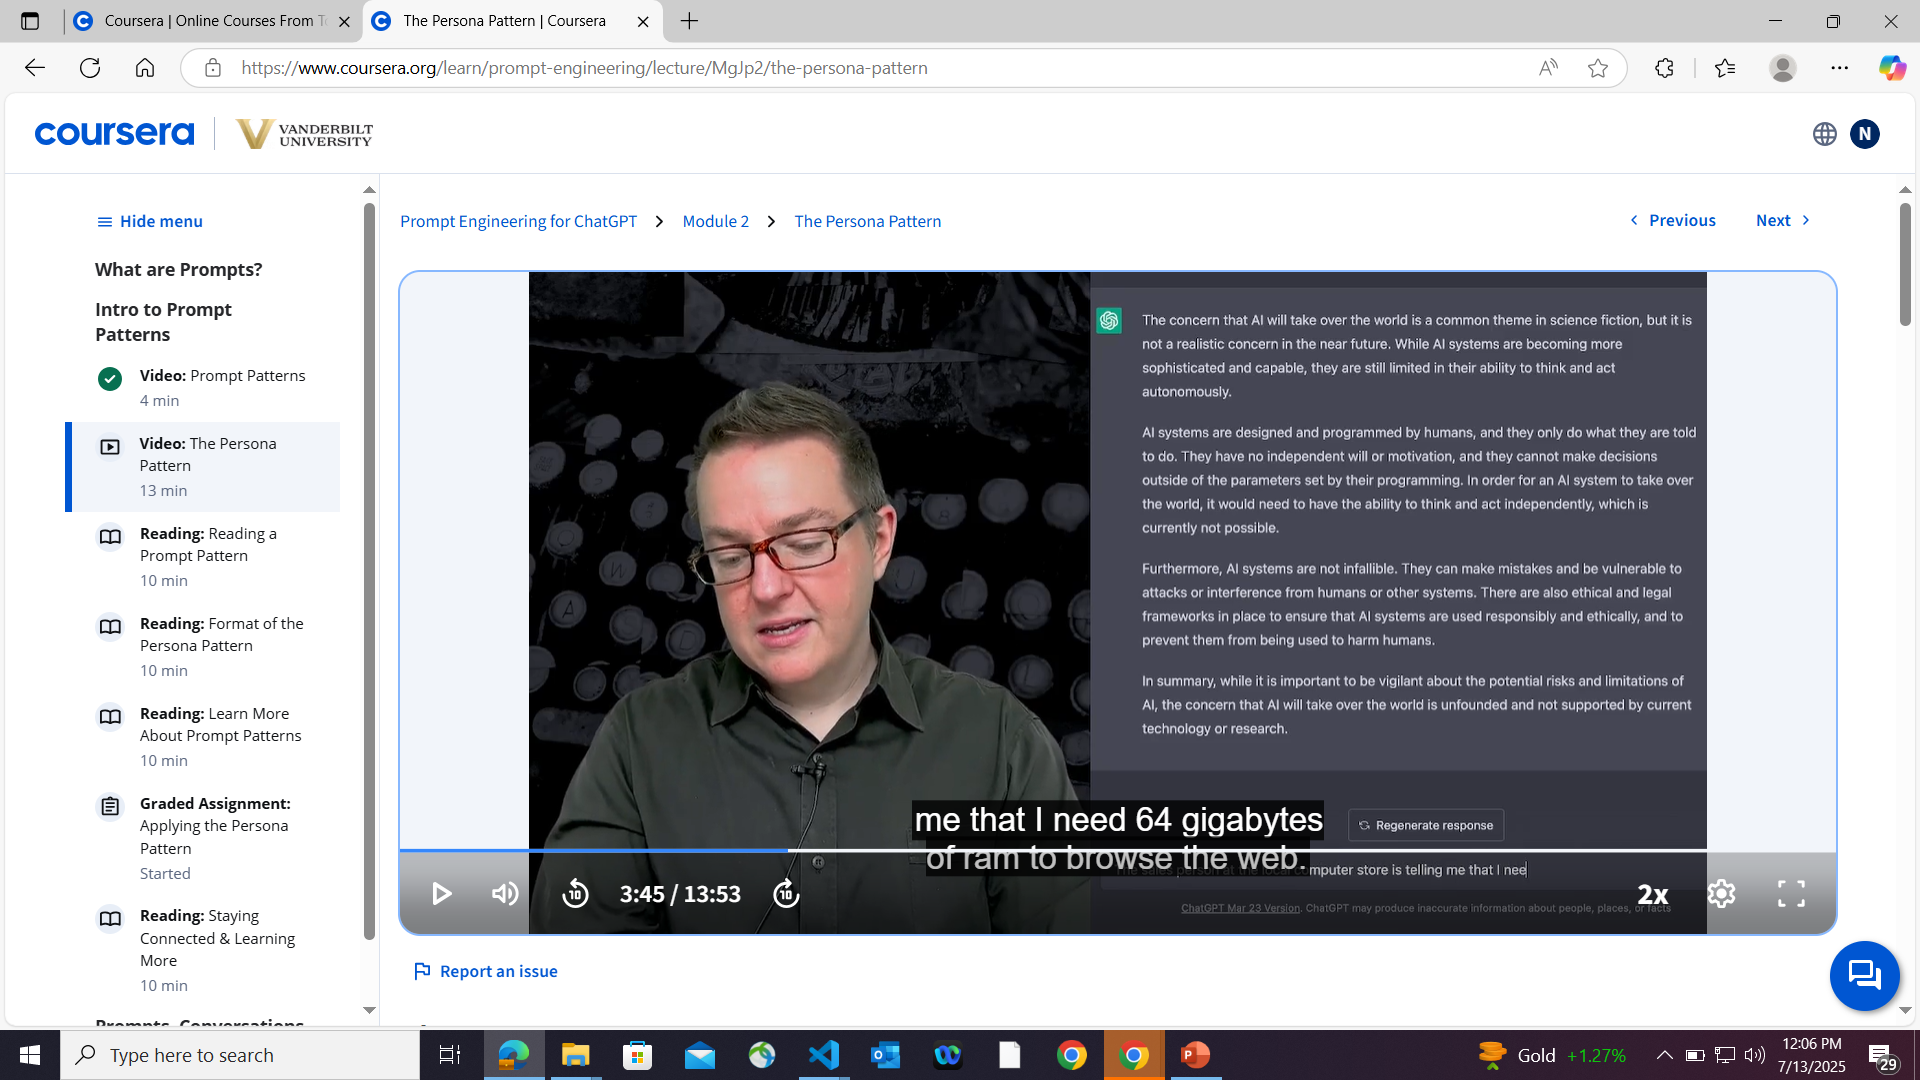 Coursera | Online Courses From To
The Persona Pattern | Coursera
https://www.coursera.org/learn/prompt-engineering/lecture/MgJp2/the-persona-pattern
coursera
VANDERBILT
UNIVERSITY
N
Hide menu
What are Prompts?
Intro to Prompt
Patterns
Video: Prompt Patterns
4 min
Video: The Persona
Pattern
13 min
Reading: Reading a
Prompt Pattern
10 min
Reading: Format of the
Persona Pattern
10 min
Reading: Learn More
About Prompt Patterns
10 min
Graded Assignment:
Applying the Persona
Pattern
Started
Reading: Staying
Connected & Learning
More
10 min
Prompts, Conversations
Prompt Engineering for ChatGPT > Module 2 > The Persona Pattern
Previous
Next
The concern that AI will take over the world is a common theme in science fiction, but it is
not a realistic concern in the near future. While AI systems are becoming more
sophisticated and capable, they are still limited in their ability to think and act
autonomously.
AI systems are designed and programmed by humans, and they only do what they are told
to do. They have no independent will or motivation, and they cannot make decisions
outside of the parameters set by their programming. In order for an AI system to take over
the world, it would need to have the ability to think and act independently, which is
currently not possible.
Furthermore, AI systems are not infallible. They can make mistakes and be vulnerable to
attacks or interference from humans or other systems. There are also ethical and legal
frameworks in place to ensure that AI systems are used responsibly and ethically, and to
prevent them from being used to harm humans.
In summary, while it is important to be vigilant about the potential risks and limitations of
AI, the concern that AI will take over the world is unfounded and not supported by current
technology or research.
Regenerate response
me that I need 64 gigabytes
of ram to browse the web.
The sales person at the local computer store is telling me that I nee
ChatGPT Mar 23 Version. ChatGPT may produce inaccurate information about people, places, or facts
10
3:45 / 13:53
10
2x
Report an issue
Type here to search
Gold +1.27%
12:06 PM
7/13/2025
29